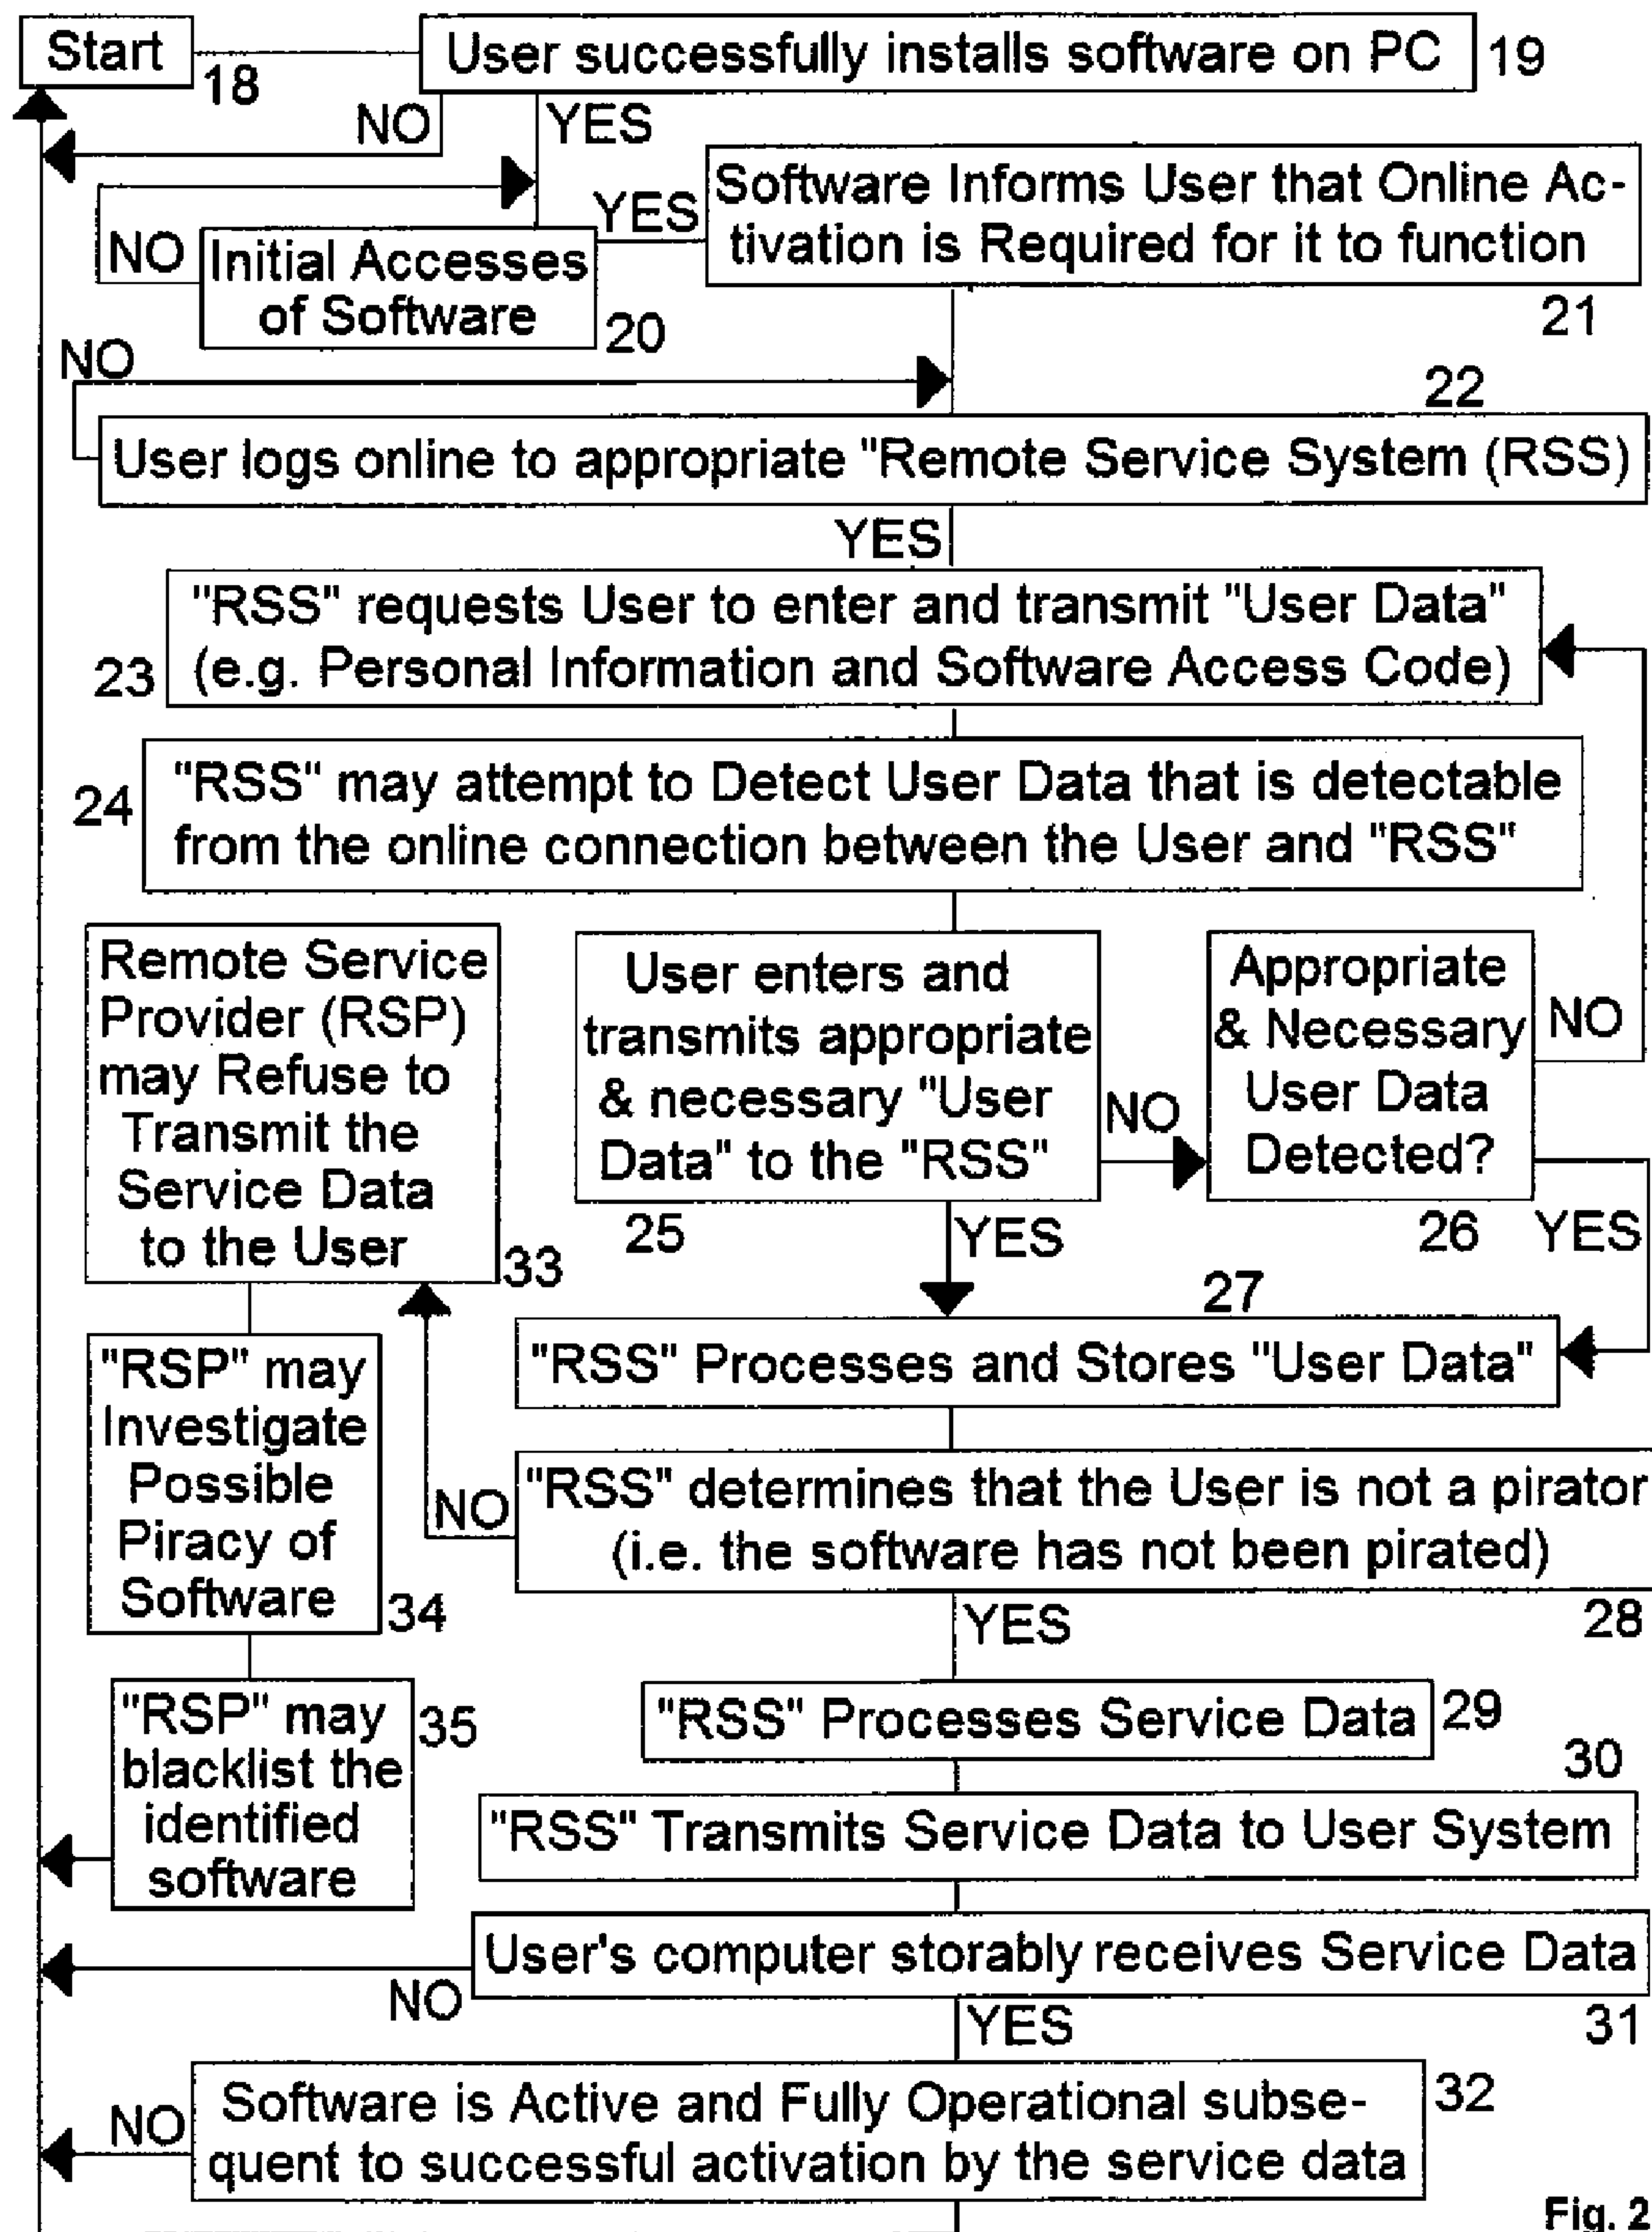 Start
18
User successfully installs software on PC
19
NO
YES
Software Informs User that Online Ac-
tivation is Required for it to function
21
YES
NO
Initial Accesses
of Software
20
NO
22
User logs online to appropriate "Remote Service System (RSS)
YES
"RSS" requests User to enter and transmit "User Data"
(e.g. Personal Information and Software Access Code)
23
"RSS" may attempt to Detect User Data that is detectable
from the online connection between the User and "RSS"
24
Remote Service
Provider (RSP)
may Refuse to
Transmit the
Service Data
to the User
33
User enters and
transmits appropriate
& necessary "User
Data" to the "RSS"
25
NO
YES
Appropriate
& Necessary
User Data
Detected?
26
NO
YES
27
"RSS" Processes and Stores "User Data"
"RSP" may
Investigate
Possible
Piracy of
Software
34
NO
"RSS" determines that the User is not a pirator
(i.e. the software has not been pirated)
28
YES
"RSP" may
blacklist the
identified
software
35
"RSS" Processes Service Data
29
30
"RSS" Transmits Service Data to User System
User's computer storably receives Service Data
NO
YES
31
Software is Active and Fully Operational subse-
quent to successful activation by the service data
32
NO
Fig. 2